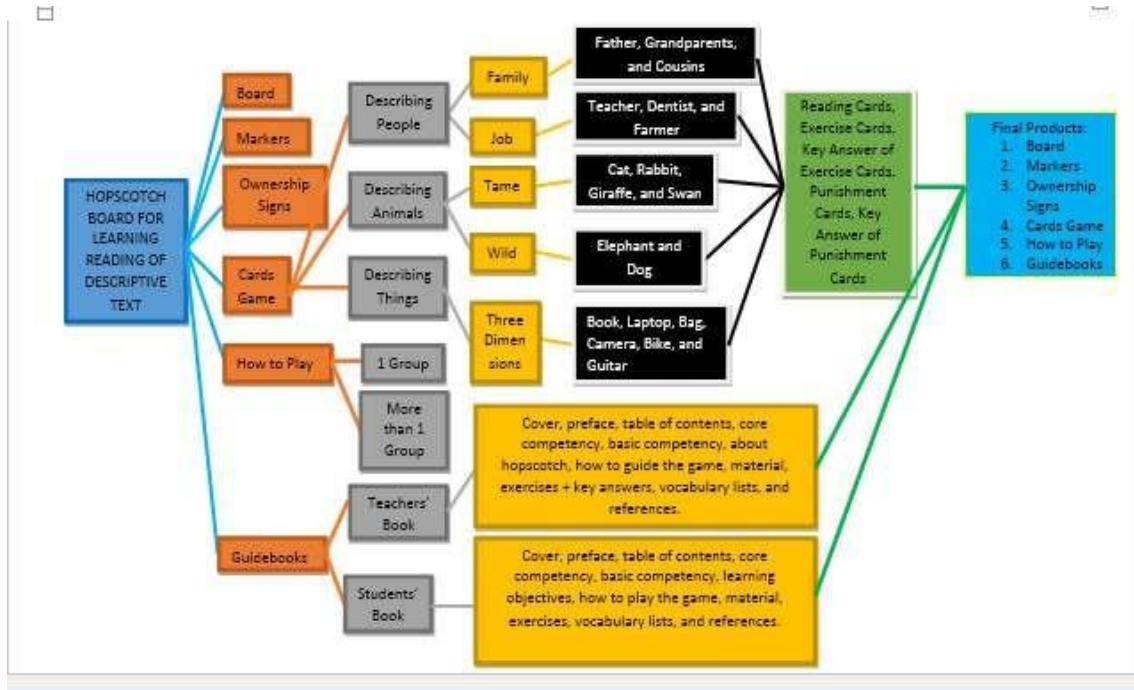 HOPSCOTCH
BOARD FOR
LEARNING
READING OF
DESCRIPTIVE
TEXT
Board
Markers
Ownership
Signs
Cards
Game
How to Play
Guidebooks
Describing
People
Describing
Animals
Describing
Things
1 Group
More
than 1
Group
Teachers'
Book
Students'
Book
Family
Job
Tame
Wild
Three
Dimen
sions
Father, Grandparents,
and Cousins
Teacher, Dentist, and
Farmer
Cat, Rabbit,
Giraffe, and Swan
Elephant and
Dog
Book, Laptop, Bag,
Camera, Bike, and
Guitar
Cover, preface, table of contents, core
competency, basic competency, about
hopscotch, how to guide the game, material,
exercises + key answers, vocabulary lists, and
references.
Cover, preface, table of contents, core
competency, basic competency, learning
objectives, how to play the game, material,
exercises, vocabulary lists, and references.
Reading Cards,
Exercise Cards.
Key Answer of
Exercise Cards.
Punishment
Cards, Key
Answer of
Punishment
Cards
Final Products:
1. Board
2. Markers
3. Ownership
Signs
4. Cards Game
5. How to Play
6. Guidebooks